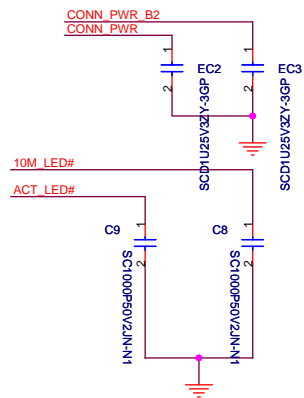 CONN_PWR_B2
CONN_PWR
1
1
EC2
EC3
2
2
SCD1U25V3ZY-3GP
SCD1U25V3ZY-3GP
10M_LED#
ACT_LED#
1
1
C9
C8
2
2
SC1000P50V2JN-N1
SC1000P50V2JN-N1